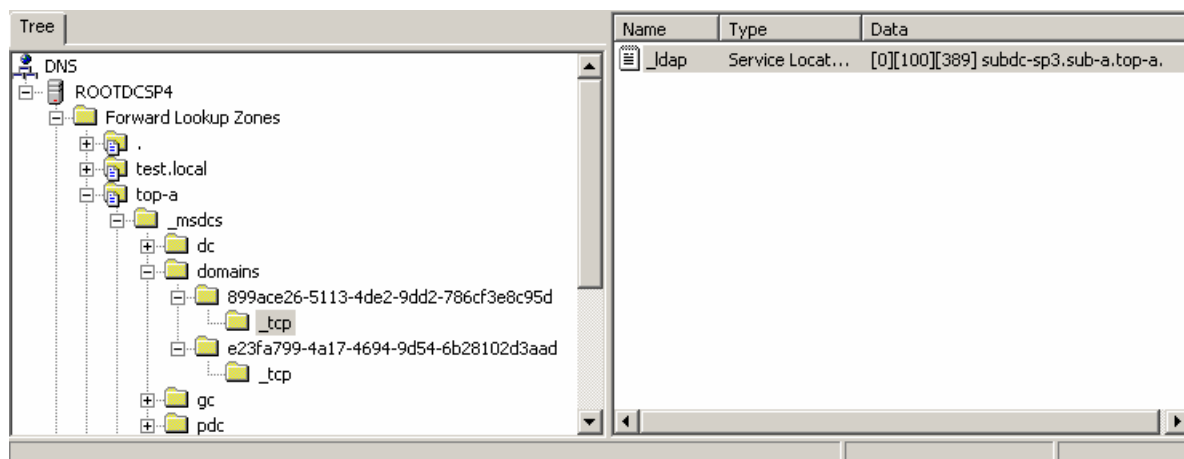 Tree
DNS
ROOTDCSP4
Forward Lookup Zones
.
test.local
top-a
_msdcs
dc
domains
899ace26-5113-4de2-9dd2-786cf3e8c95d
_tcp
e23fa799-4a17-4694-9d54-6b28102d3aad
_tcp
gc
pdc
Name Type Data
_ldap Service Locat... [0][100][389] subdc-sp3.sub-a.top-a.